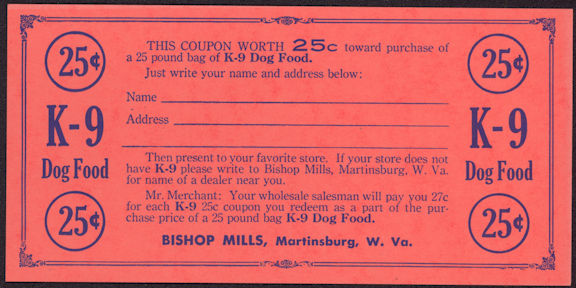 25¢
K-9
Dog Food
25¢
THIS COUPON WORTH 25c toward purchase of
a 25 pound bag of K-9 Dog Food.
Just write your name and address below:
Name
Address
Then present to your favorite store. If your store does not
have K-9 please write to Bishop Mills, Martinsburg, W. Va.
for name of a dealer near you.
Mr. Merchant: Your wholesale salesman will pay you 27c
for each K-9 25c coupon you redeem as a part of the pur-
chase price of a 25 pound bag K-9 Dog Food.
BISHOP MILLS, Martinsburg, W. Va.
25¢
K-9
Dog Food
25¢